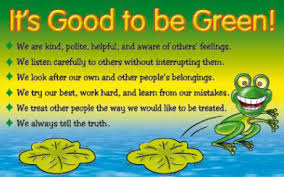 It's Good to be Green!
We are kind, polite, helpful, and aware of others' feelings.
We listen carefully to others without interrupting them.
We look after our own and other people's belongings.
We try our best, work hard, and learn from our mistakes.
We treat other people the way we would like to be treated.
We always tell the truth.